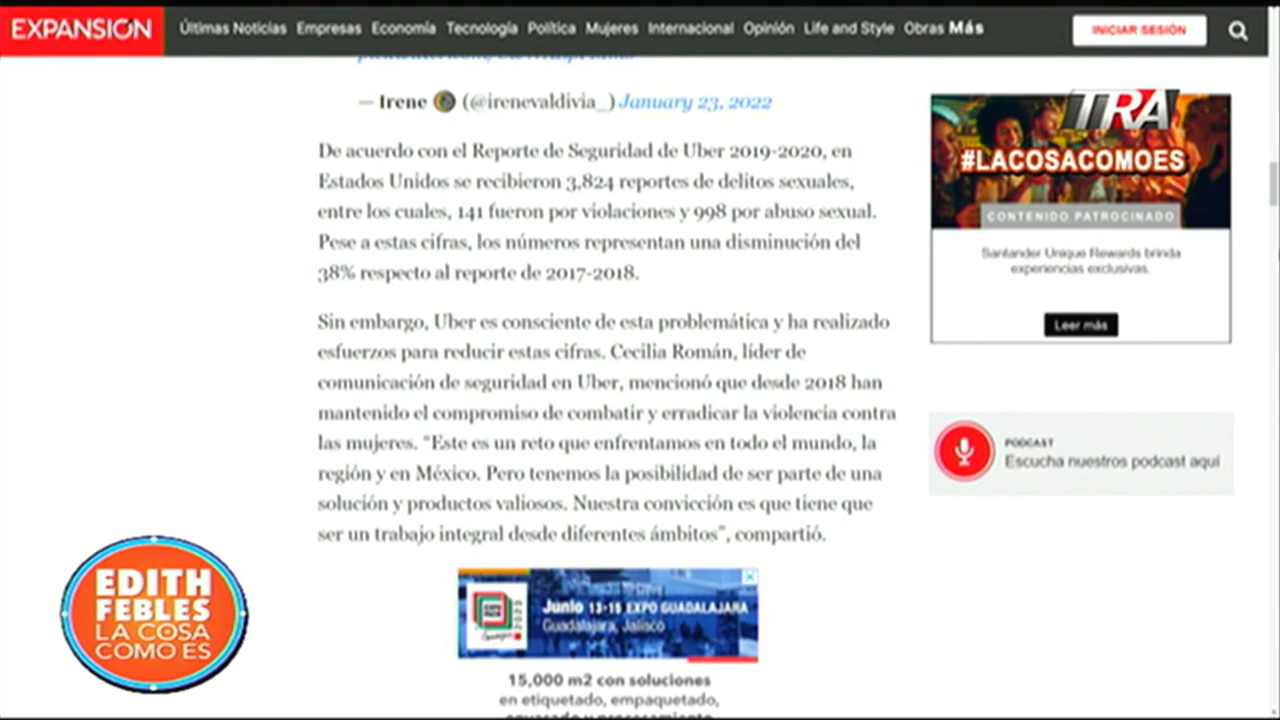 EXPANSIÓN
Últimas Noticias Empresas Economía Tecnología Política Mujeres Internacional Opinión Life and Style Obras Más
INICIAR SESIÓN
— Irene (@irenevaldivia_) January 23, 2022
De acuerdo con el Reporte de Seguridad de Uber 2019-2020, en
Estados Unidos se recibieron 3,824 reportes de delitos sexuales,
entre los cuales, 141 fueron por violaciones y 998 por abuso sexual.
Pese a estas cifras, los números representan una disminución del
38% respecto al reporte de 2017-2018.
Sin embargo, Uber es consciente de esta problemática y ha realizado
esfuerzos para reducir estas cifras. Cecilia Román, líder de
comunicación de seguridad en Uber, mencionó que desde 2018 han
mantenido el compromiso de combatir y erradicar la violencia contra
las mujeres. “Este es un reto que enfrentamos en todo el mundo, la
región y en México. Pero tenemos la posibilidad de ser parte de una
solución y productos valiosos. Nuestra convicción es que tiene que
ser un trabajo integral desde diferentes ámbitos”, compartió.
TRA
#LACOSACOMOES
CONTENIDO PATROCINADO
Santander Unique Rewards brinda
experiencias exclusivas.
Leer más
PODCAST
Escucha nuestros podcast aquí
EDITH
FEBLES
LA COSA
COMO ES
Junio 13-15 EXPO GUADALAJARA
Guadalajara, Jalisco
15,000 m2 con soluciones
en etiquetado, empaquetado,
envasado y procesamiento